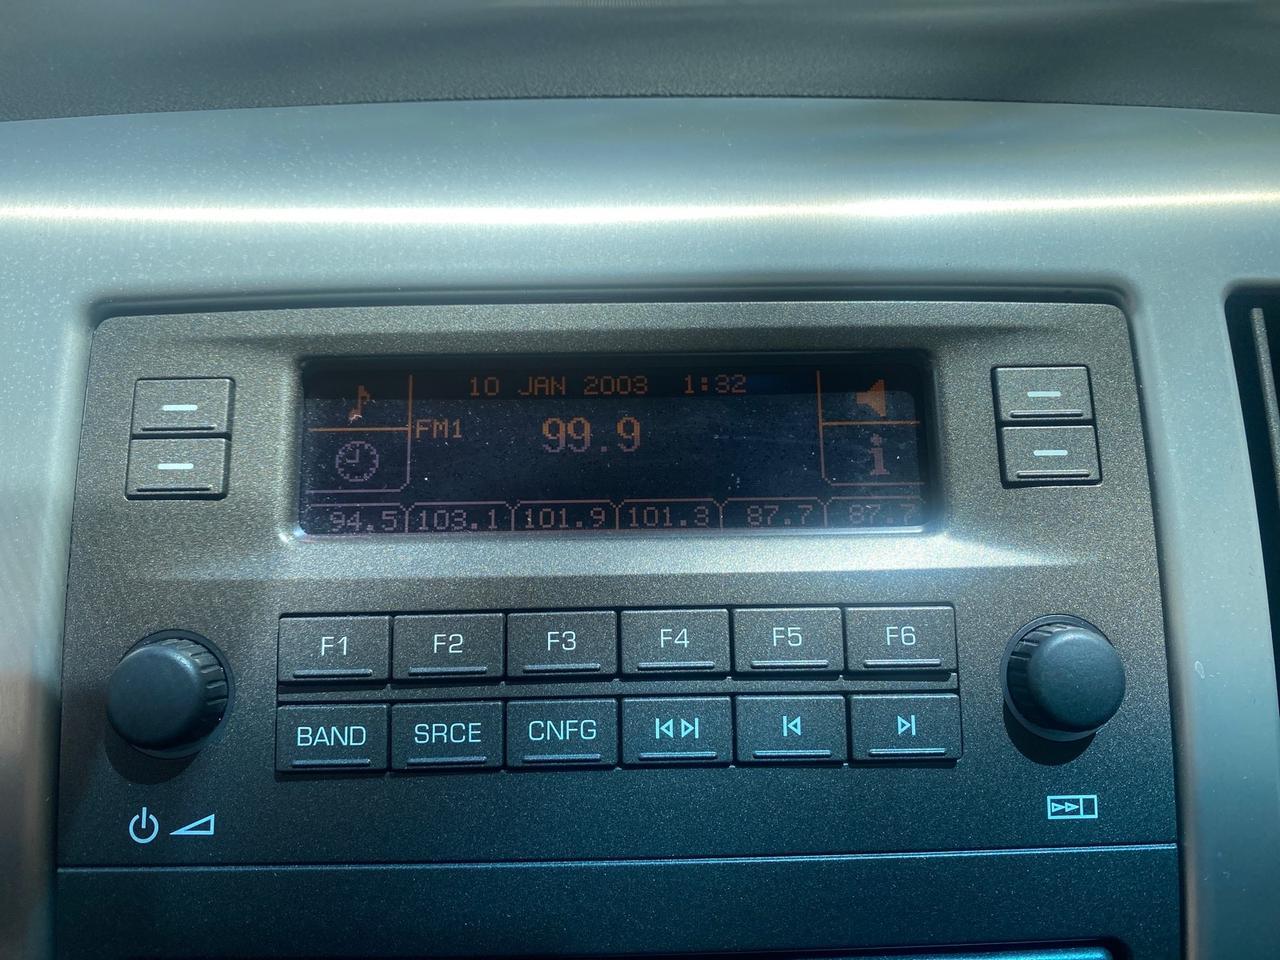 10 JAN 2003 1:32
FM1 99.9
i
94.5 103.1 101.9 101.3 87.7 87.7
F1 F2 F3 F4 F5 F6
BAND SRCE CNFG